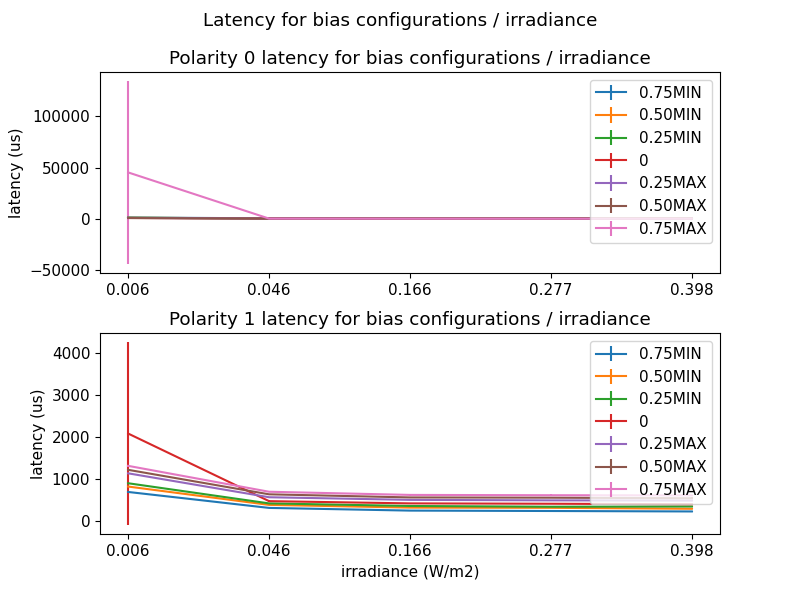 Latency for bias configurations / irradiance
Polarity 0 latency for bias configurations / irradiance
latency (us)
100000
50000
0
−50000
0.006
0.046
0.166
0.277
0.398
0.75MIN
0.50MIN
0.25MIN
0
0.25MAX
0.50MAX
0.75MAX
Polarity 1 latency for bias configurations / irradiance
latency (us)
4000
3000
2000
1000
0
0.006
0.046
0.166
0.277
0.398
0.75MIN
0.50MIN
0.25MIN
0
0.25MAX
0.50MAX
0.75MAX
irradiance (W/m2)